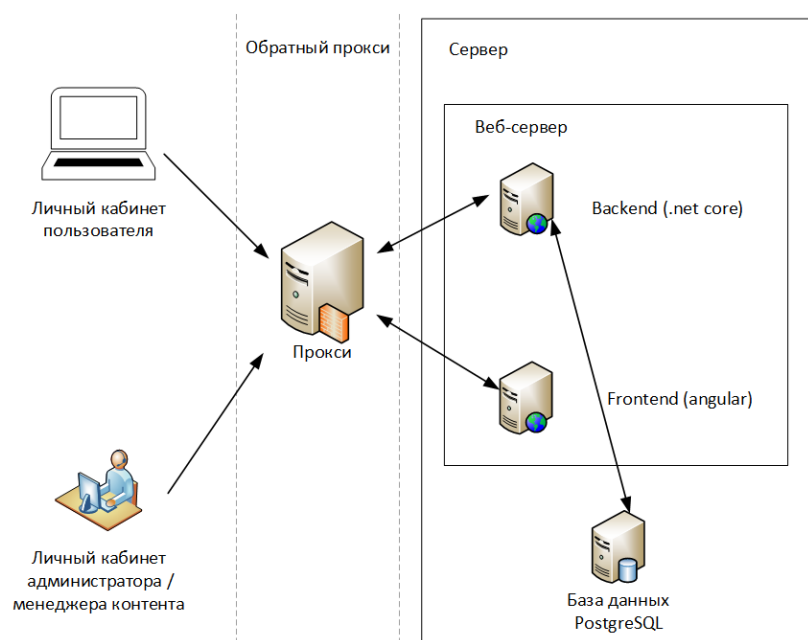 Обратный прокси
Сервер
Веб-сервер
Личный кабинет
пользователя
Backend (.net core)
Прокси
Frontend (angular)
Личный кабинет
администратора /
менеджера контента
База данных
PostgreSQL